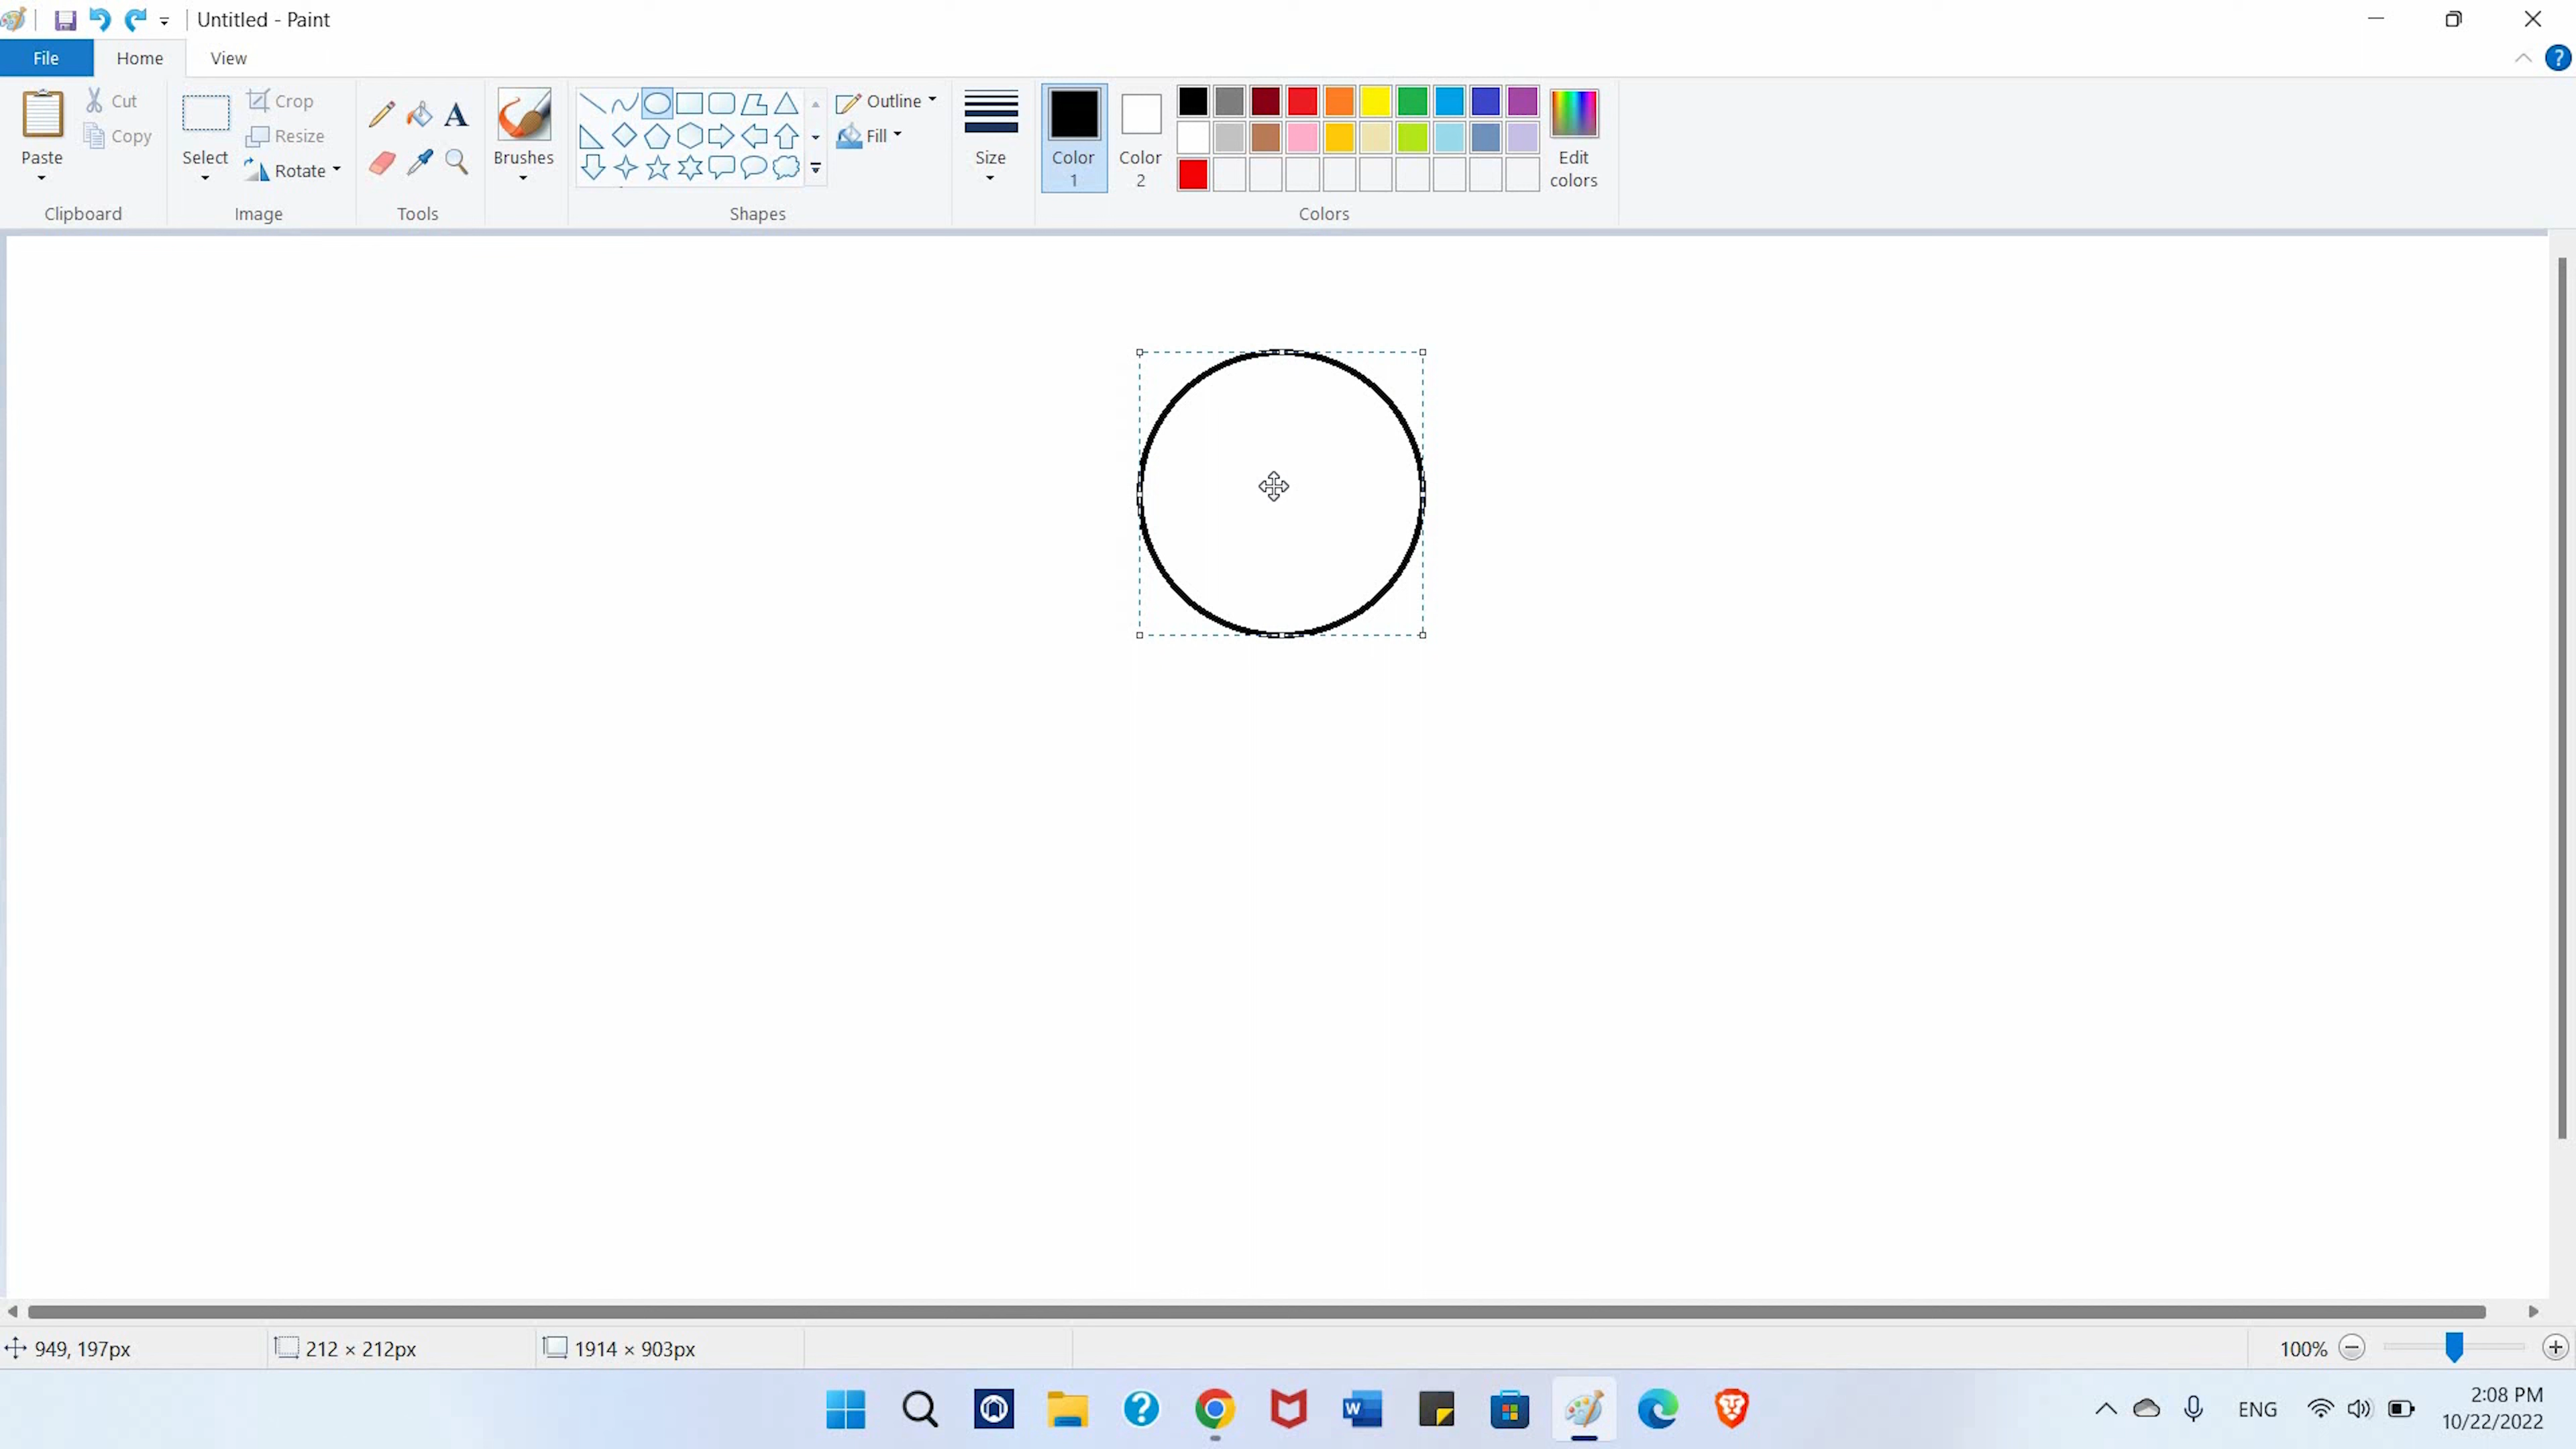 Untitled - Paint
File Home View ?
Paste Cut Copy Select Crop Resize Rotate A Brushes Outline Fill Size Color 1 Color 2 Edit colors
Clipboard Image Tools Shapes Colors
949, 197px 212 × 212px 1914 × 903px 100%
? W ENG 2:08 PM
10/22/2022